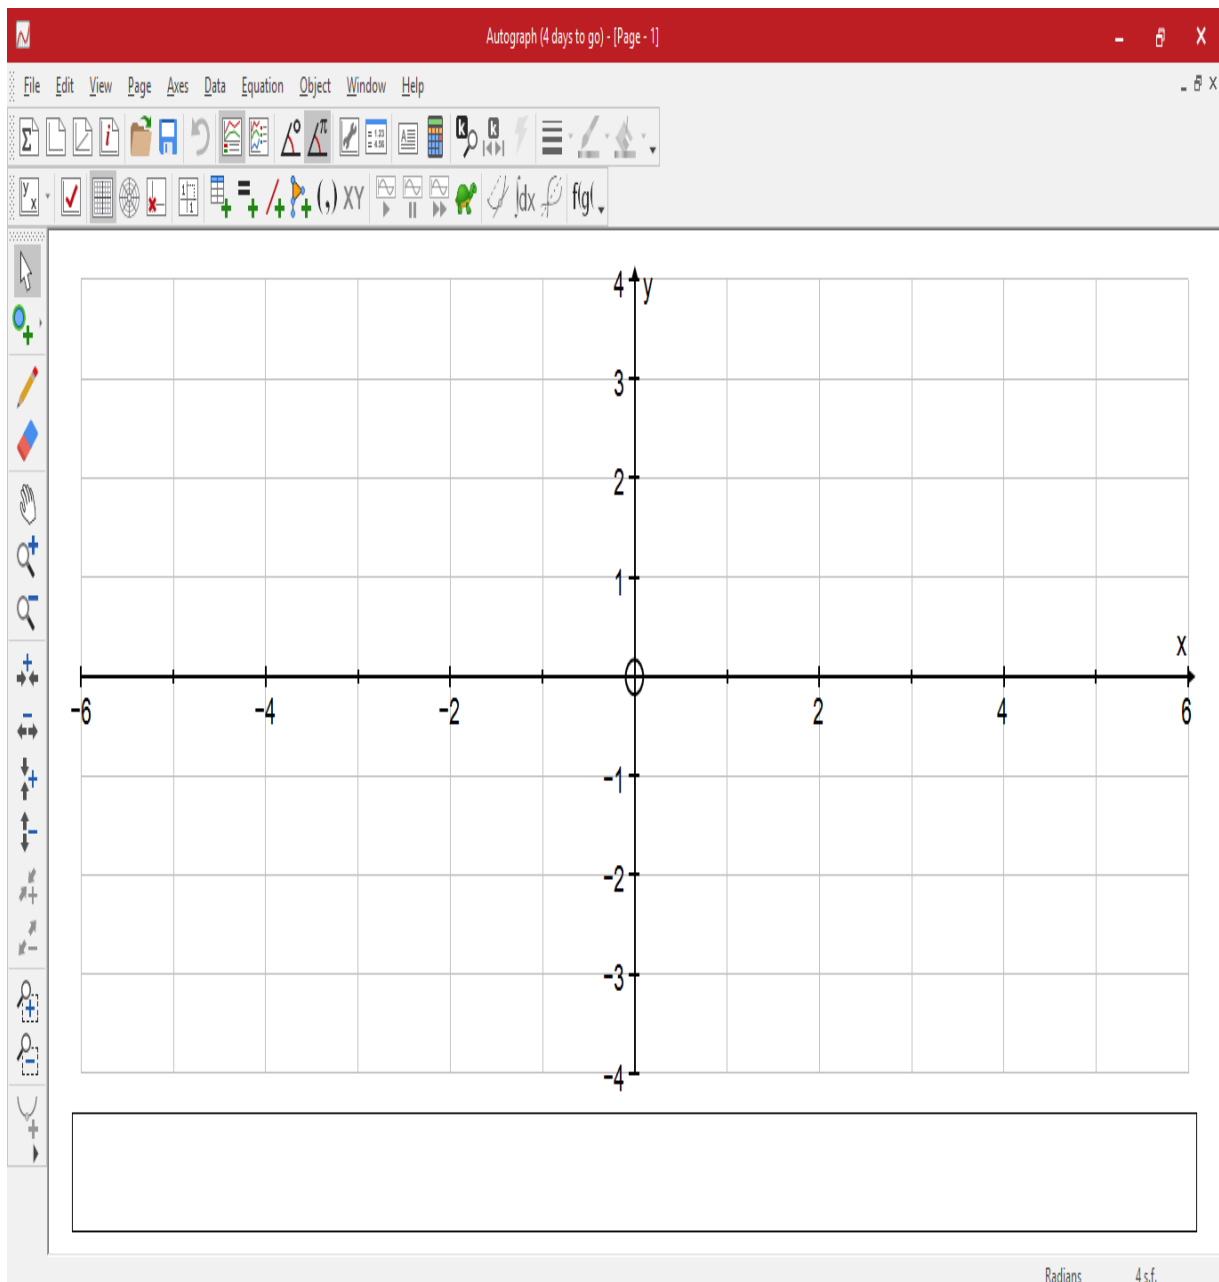 Autograph (4 days to go) - [Page - 1]
File Edit View Page Axes Data Equation Object Window Help
(,) XY ∫dx f(g(
4 y
3
2
1
x
−6 −4 −2 0 2 4 6
−1
−2
−3
−4
Radians 4 s.f.